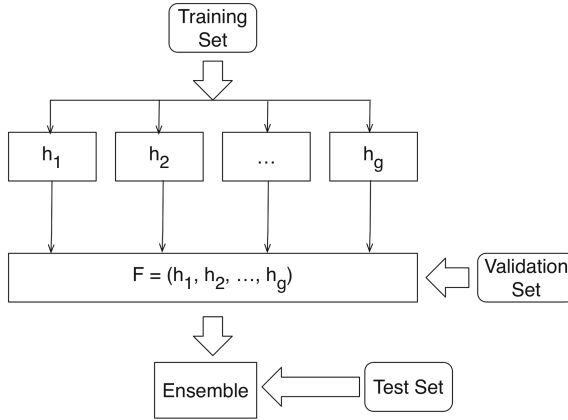 Training
Set
h1
h2
...
hg
F = (h1, h2, ..., hg)
Validation
Set
Ensemble
Test Set